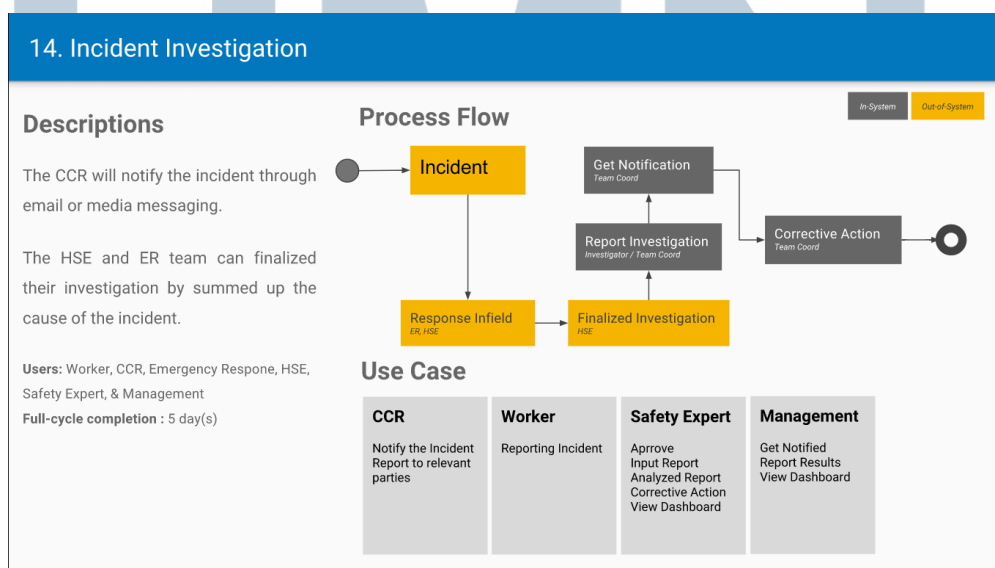 14. Incident Investigation
Descriptions
The CCR will notify the incident through
email or media messaging.
The HSE and ER team can finalized
their investigation by summed up the
cause of the incident.
Users: Worker, CCR, Emergency Respone, HSE,
Safety Expert, & Management
Full-cycle completion : 5 day(s)
Process Flow
In-System
Out-of-System
Incident
Get Notification
Team Coord
Report Investigation
Investigator / Team Coord
Corrective Action
Team Coord
Response Infield
ER, HSE
Finalized Investigation
HSE
Use Case
CCR
Notify the Incident
Report to relevant
parties
Worker
Reporting Incident
Safety Expert
Aprrove
Input Report
Analyzed Report
Corrective Action
View Dashboard
Management
Get Notified
Report Results
View Dashboard